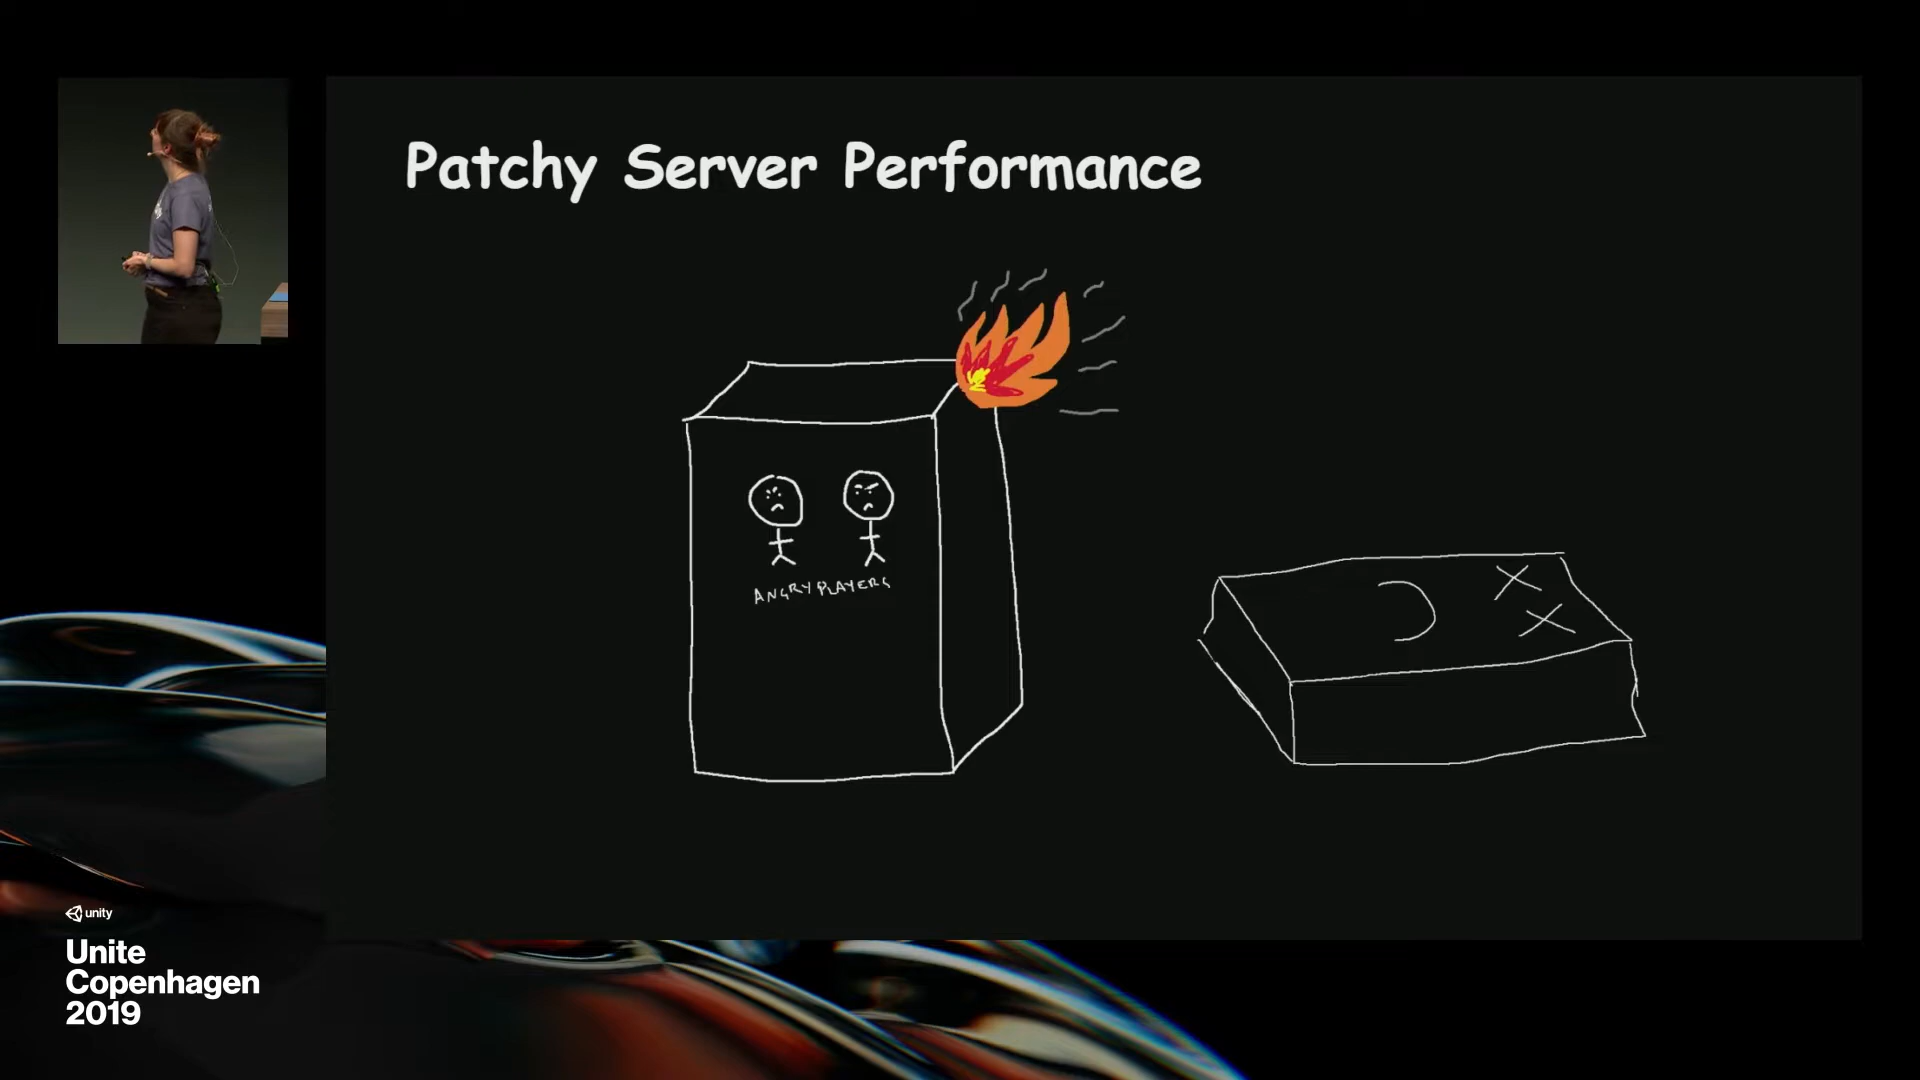 Patchy Server Performance
ANGRY PLAYERS
unity
Unite
Copenhagen
2019